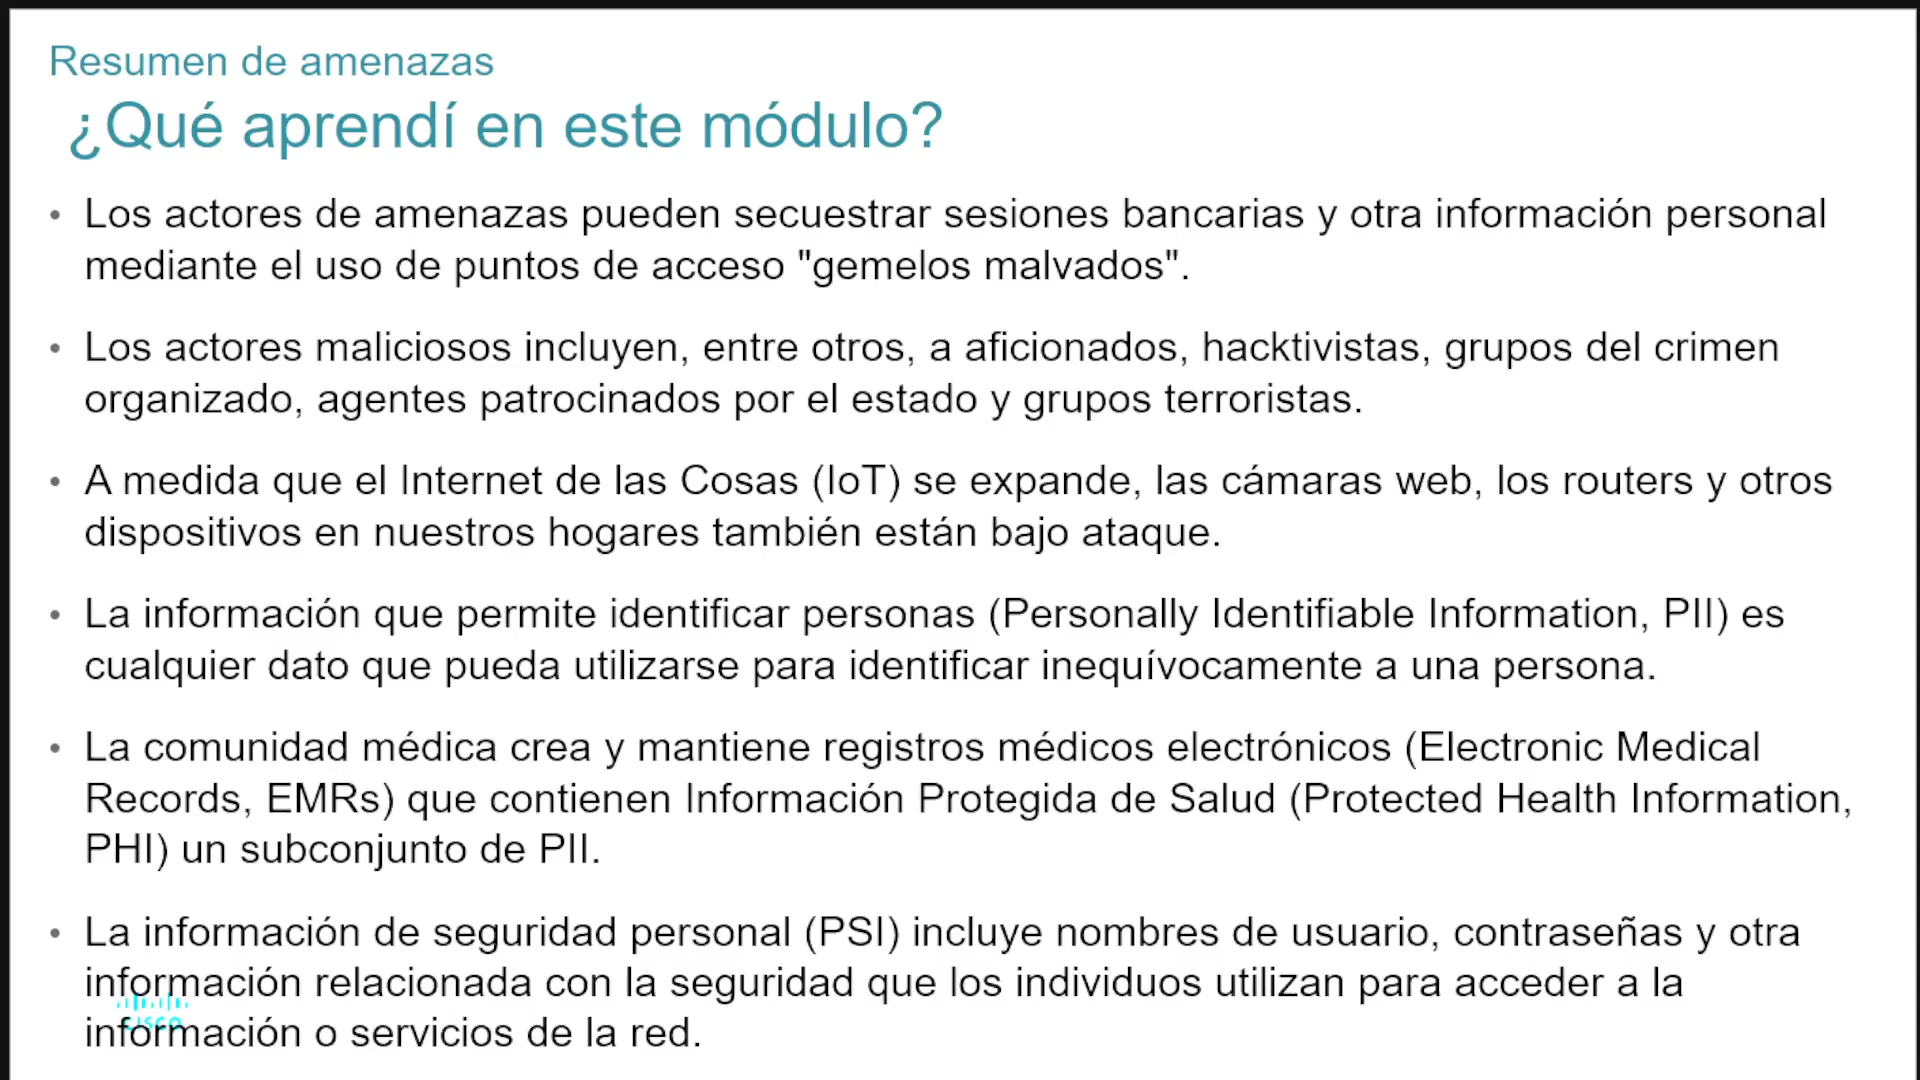 Resumen de amenazas
¿Qué aprendí en este módulo?
• Los actores de amenazas pueden secuestrar sesiones bancarias y otra información personal
mediante el uso de puntos de acceso "gemelos malvados".
• Los actores maliciosos incluyen, entre otros, a aficionados, hacktivistas, grupos del crimen
organizado, agentes patrocinados por el estado y grupos terroristas.
• A medida que el Internet de las Cosas (IoT) se expande, las cámaras web, los routers y otros
dispositivos en nuestros hogares también están bajo ataque.
• La información que permite identificar personas (Personally Identifiable Information, PII) es
cualquier dato que pueda utilizarse para identificar inequívocamente a una persona.
• La comunidad médica crea y mantiene registros médicos electrónicos (Electronic Medical
Records, EMRs) que contienen Información Protegida de Salud (Protected Health Information,
PHI) un subconjunto de PII.
• La información de seguridad personal (PSI) incluye nombres de usuario, contraseñas y otra
información relacionada con la seguridad que los individuos utilizan para acceder a la
información o servicios de la red.
CISCO